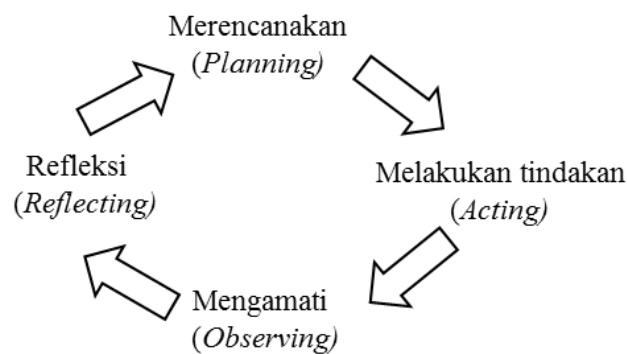 Merencanakan
(Planning)
Melakukan tindakan
(Acting)
Mengamati
(Observing)
Refleksi
(Reflecting)